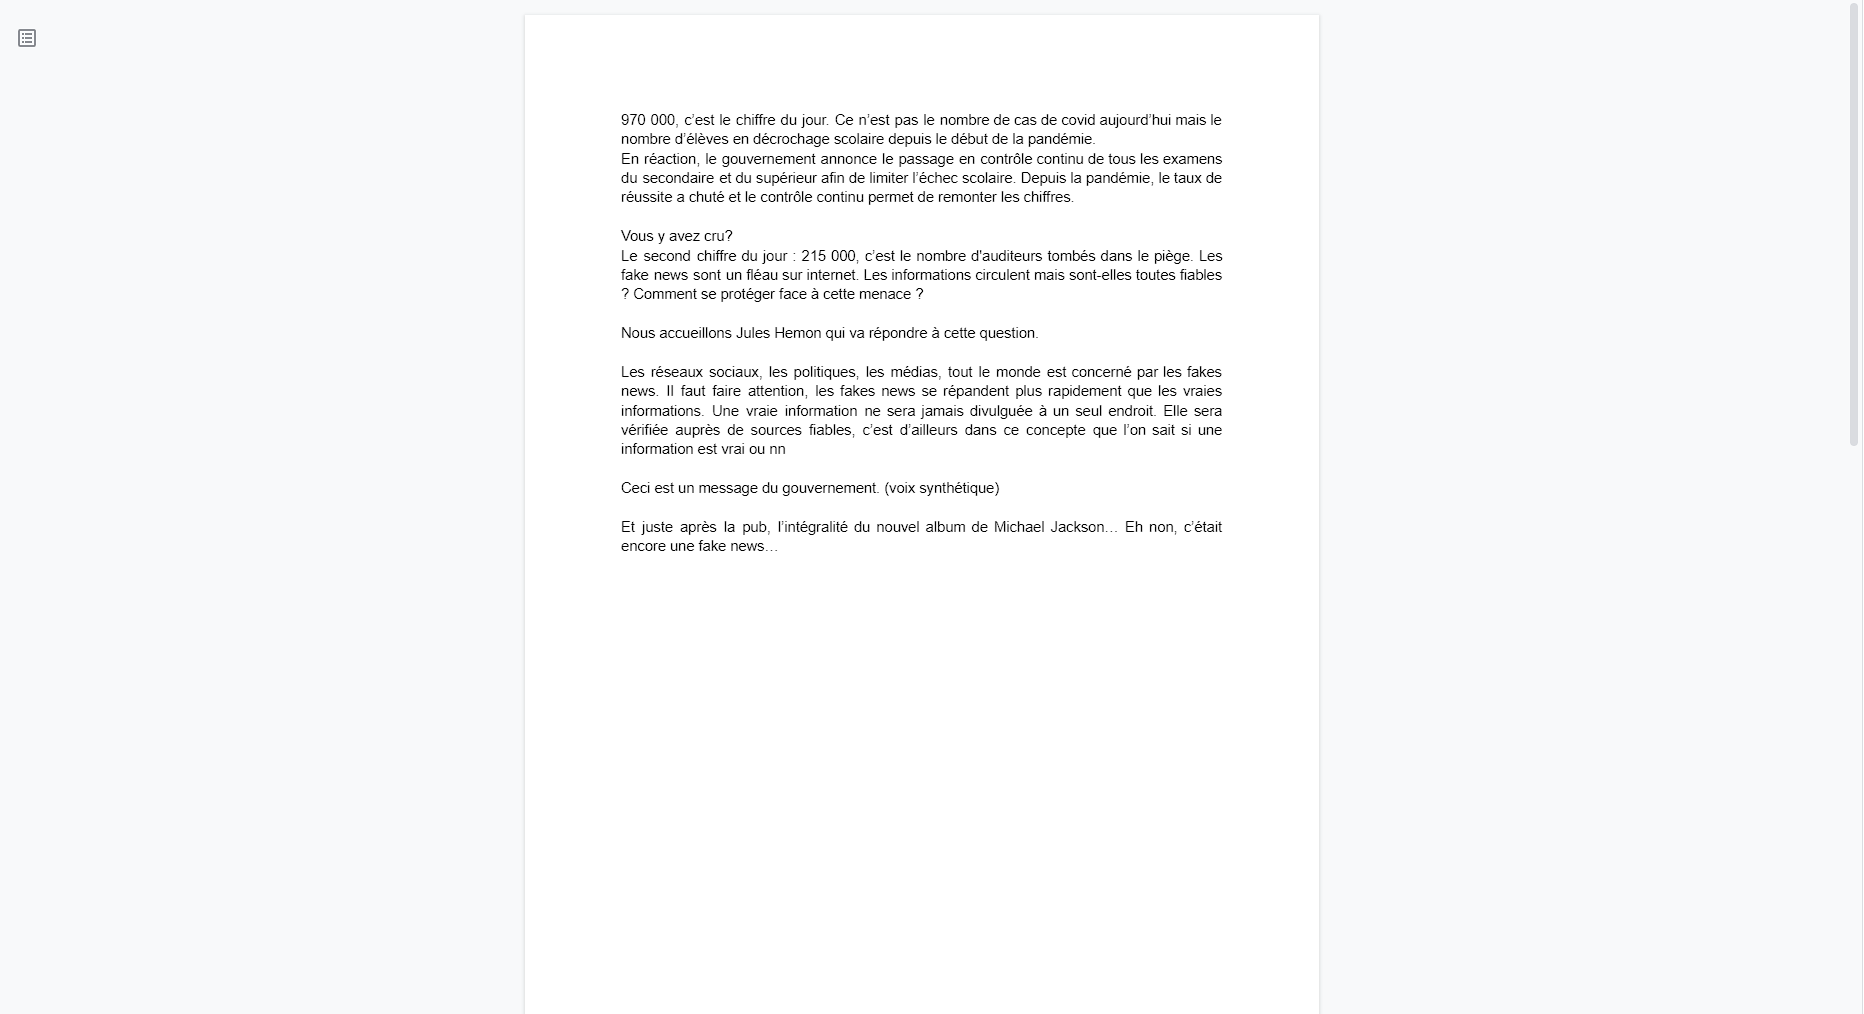 970 000, c’est le chiffre du jour. Ce n’est pas le nombre de cas de covid aujourd’hui mais le
nombre d’élèves en décrochage scolaire depuis le début de la pandémie.
En réaction, le gouvernement annonce le passage en contrôle continu de tous les examens
du secondaire et du supérieur afin de limiter l’échec scolaire. Depuis la pandémie, le taux de
réussite a chuté et le contrôle continu permet de remonter les chiffres.
Vous y avez cru?
Le second chiffre du jour : 215 000, c’est le nombre d'auditeurs tombés dans le piège. Les
fake news sont un fléau sur internet. Les informations circulent mais sont-elles toutes fiables
? Comment se protéger face à cette menace ?
Nous accueillons Jules Hemon qui va répondre à cette question.
Les réseaux sociaux, les politiques, les médias, tout le monde est concerné par les fakes
news. Il faut faire attention, les fakes news se répandent plus rapidement que les vraies
informations. Une vraie information ne sera jamais divulguée à un seul endroit. Elle sera
vérifiée auprès de sources fiables, c’est d’ailleurs dans ce concepte que l’on sait si une
information est vrai ou nn
Ceci est un message du gouvernement. (voix synthétique)
Et juste après la pub, l’intégralité du nouvel album de Michael Jackson… Eh non, c’était
encore une fake news…